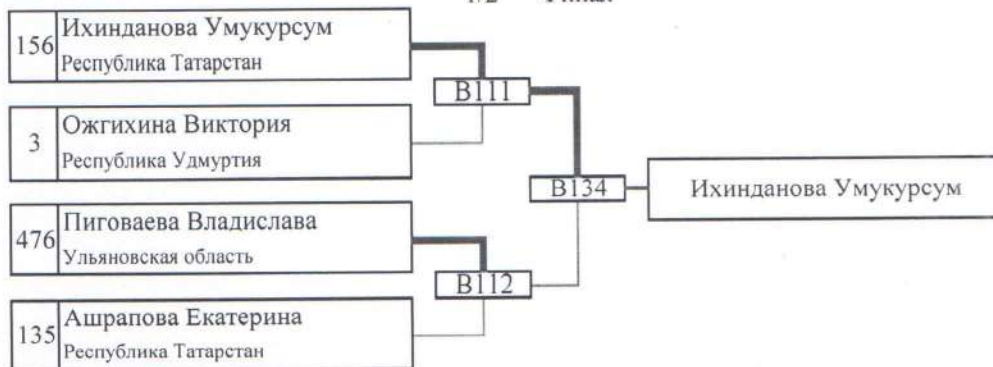 156 Ихинданова Умукурсум
Республика Татарстан
B111
3 Ожгихина Виктория
Республика Удмуртия
B134
Ихинданова Умукурсум
476 Пиговаева Владислава
Ульяновская область
B112
135 Ашрапова Екатерина
Республика Татарстан